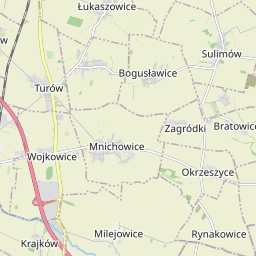 Łukaszowice
Sulimów
Bogusławice
Turów
Zagródki
Bratowice
Mnichowice
Wojkowice
Okrzeszyce
Milejowice
Rynakowice
Krajków